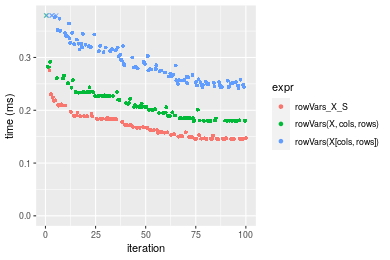 time (ms)
0.3
0.2
0.1
0.0
0
25
50
75
100
iteration
expr
rowVars_X_S
rowVars(X, cols, rows)
rowVars(X[cols, rows])